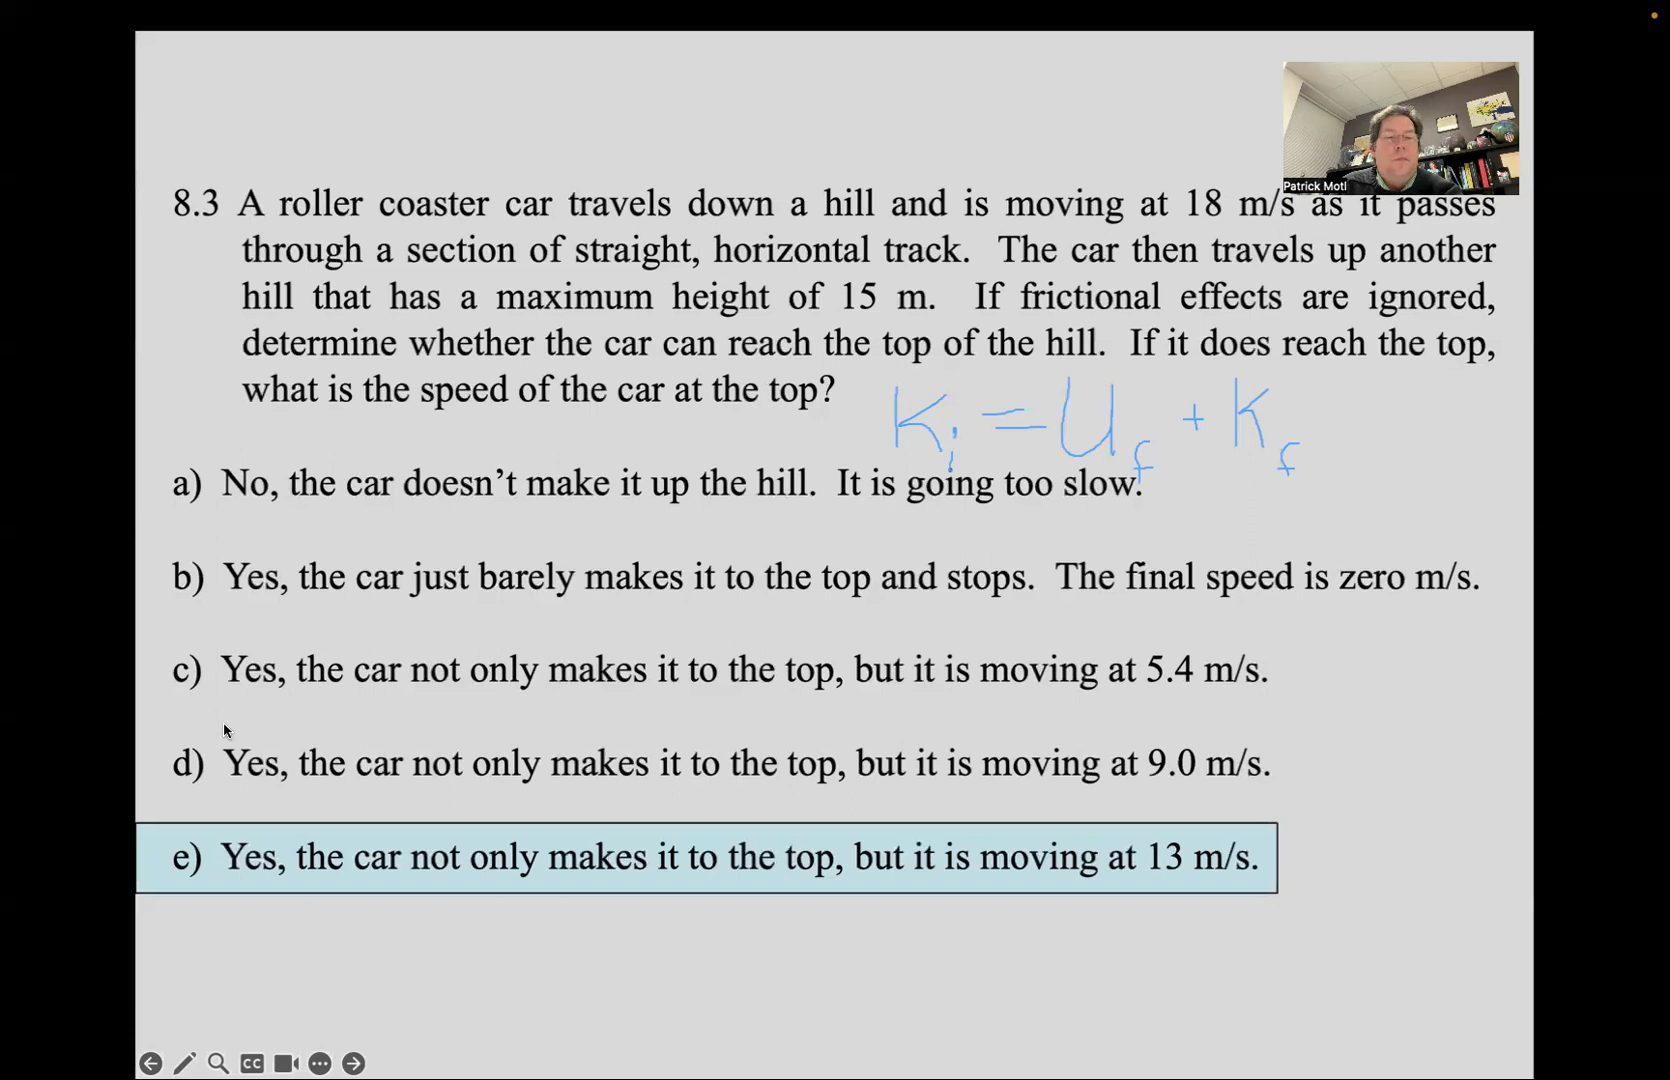 Patrick Motl
8.3 A roller coaster car travels down a hill and is moving at 18 m/s as it passes
through a section of straight, horizontal track. The car then travels up another
hill that has a maximum height of 15 m. If frictional effects are ignored,
determine whether the car can reach the top of the hill. If it does reach the top,
what is the speed of the car at the top?
Ki = Uf + Kf
a) No, the car doesn’t make it up the hill. It is going too slow.
b) Yes, the car just barely makes it to the top and stops. The final speed is zero m/s.
c) Yes, the car not only makes it to the top, but it is moving at 5.4 m/s.
d) Yes, the car not only makes it to the top, but it is moving at 9.0 m/s.
e) Yes, the car not only makes it to the top, but it is moving at 13 m/s.
CC